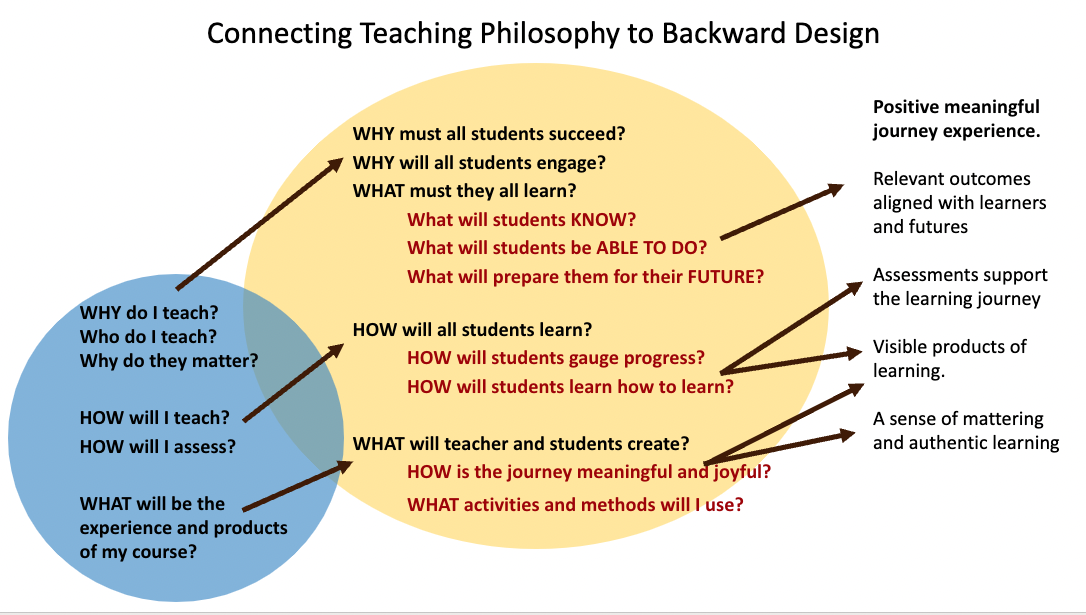 Connecting Teaching Philosophy to Backward Design
WHY do I teach?
Who do I teach?
Why do they matter?
HOW will I teach?
HOW will I assess?
WHAT will be the
experience and products
of my course?
WHY must all students succeed?
WHY will all students engage?
WHAT must they all learn?
What will students KNOW?
What will students be ABLE TO DO?
What will prepare them for their FUTURE?
HOW will all students learn?
HOW will students gauge progress?
HOW will students learn how to learn?
WHAT will teacher and students create?
HOW is the journey meaningful and joyful?
WHAT activities and methods will I use?
Positive meaningful
journey experience.
Relevant outcomes
aligned with learners
and futures
Assessments support
the learning journey
Visible products of
learning.
A sense of mattering
and authentic learning